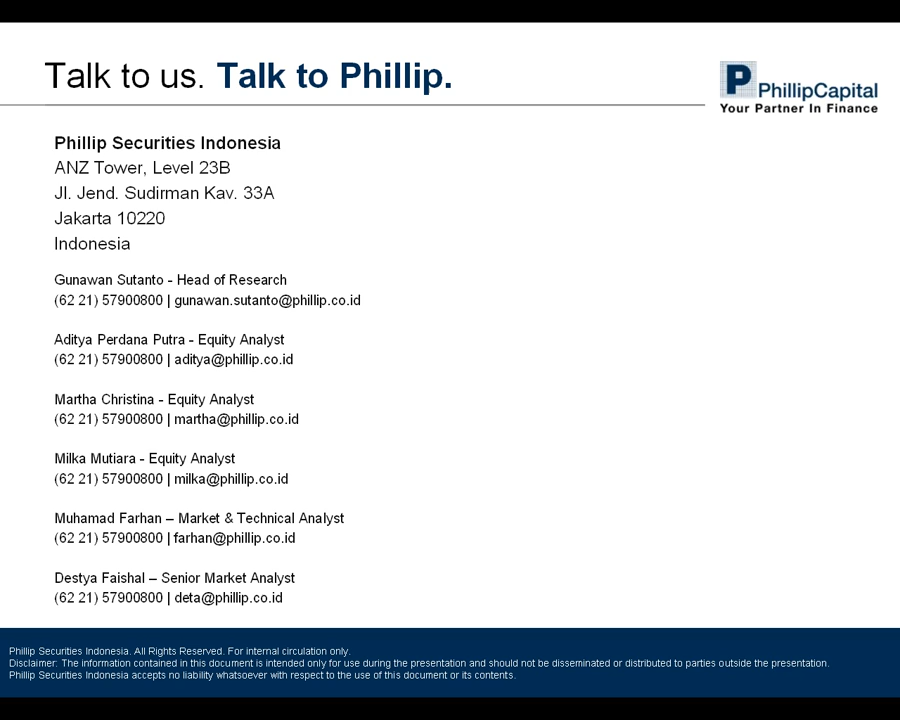 Talk to us. Talk to Phillip.
P PhillipCapital
Your Partner In Finance
Phillip Securities Indonesia
ANZ Tower, Level 23B
Jl. Jend. Sudirman Kav. 33A
Jakarta 10220
Indonesia
Gunawan Sutanto - Head of Research
(62 21) 57900800 | gunawan.sutanto@phillip.co.id
Aditya Perdana Putra - Equity Analyst
(62 21) 57900800 | aditya@phillip.co.id
Martha Christina - Equity Analyst
(62 21) 57900800 | martha@phillip.co.id
Milka Mutiara - Equity Analyst
(62 21) 57900800 | milka@phillip.co.id
Muhamad Farhan – Market & Technical Analyst
(62 21) 57900800 | farhan@phillip.co.id
Destya Faishal – Senior Market Analyst
(62 21) 57900800 | deta@phillip.co.id
Phillip Securities Indonesia. All Rights Reserved. For internal circulation only.
Disclaimer: The information contained in this document is intended only for use during the presentation and should not be disseminated or distributed to parties outside the presentation.
Phillip Securities Indonesia accepts no liability whatsoever with respect to the use of this document or its contents.